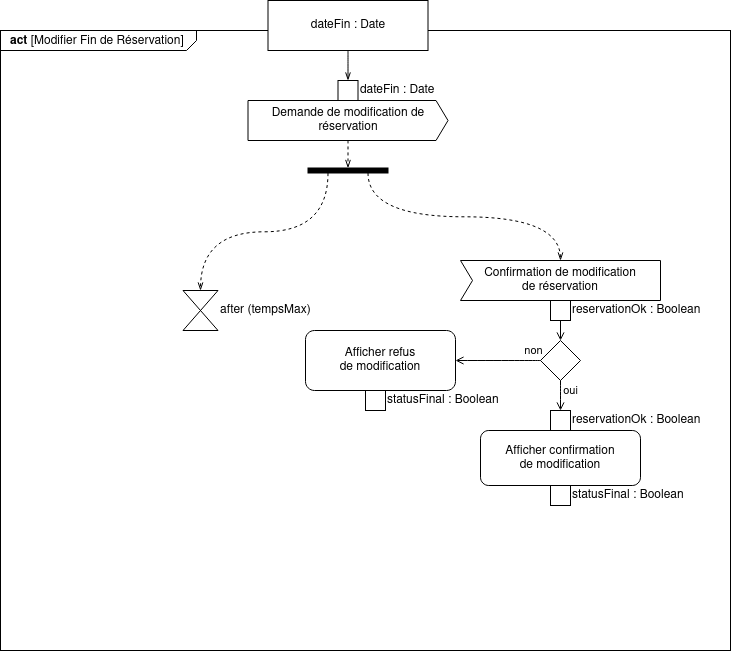 dateFin : Date
act [Modifier Fin de Réservation]
dateFin : Date
Demande de modification de
réservation
Confirmation de modification
de réservation
after (tempsMax)
reservationOk : Boolean
non
Afficher refus
de modification
oui
statusFinal : Boolean
reservationOk : Boolean
Afficher confirmation
de modification
statusFinal : Boolean